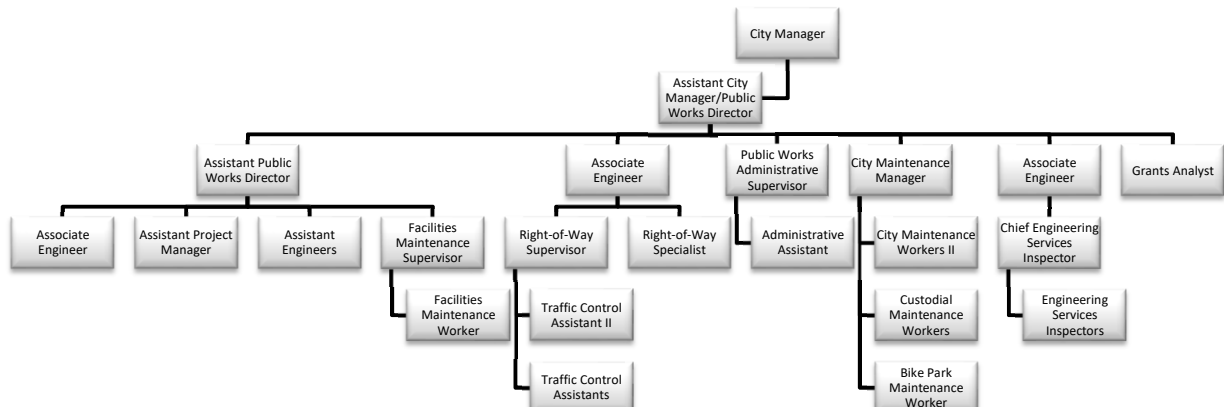 City Manager
Assistant City
Manager/Public
Works Director
Assistant Public
Works Director
Associate
Engineer
Public Works
Administrative
Supervisor
City Maintenance
Manager
Associate
Engineer
Grants Analyst
Associate
Engineer
Assistant Project
Manager
Assistant
Engineers
Facilities
Maintenance
Supervisor
Right-of-Way
Supervisor
Right-of-Way
Specialist
Administrative
Assistant
City Maintenance
Workers II
Chief Engineering
Services
Inspector
Facilities
Maintenance
Worker
Traffic Control
Assistant II
Custodial
Maintenance
Workers
Engineering
Services
Inspectors
Traffic Control
Assistants
Bike Park
Maintenance
Worker